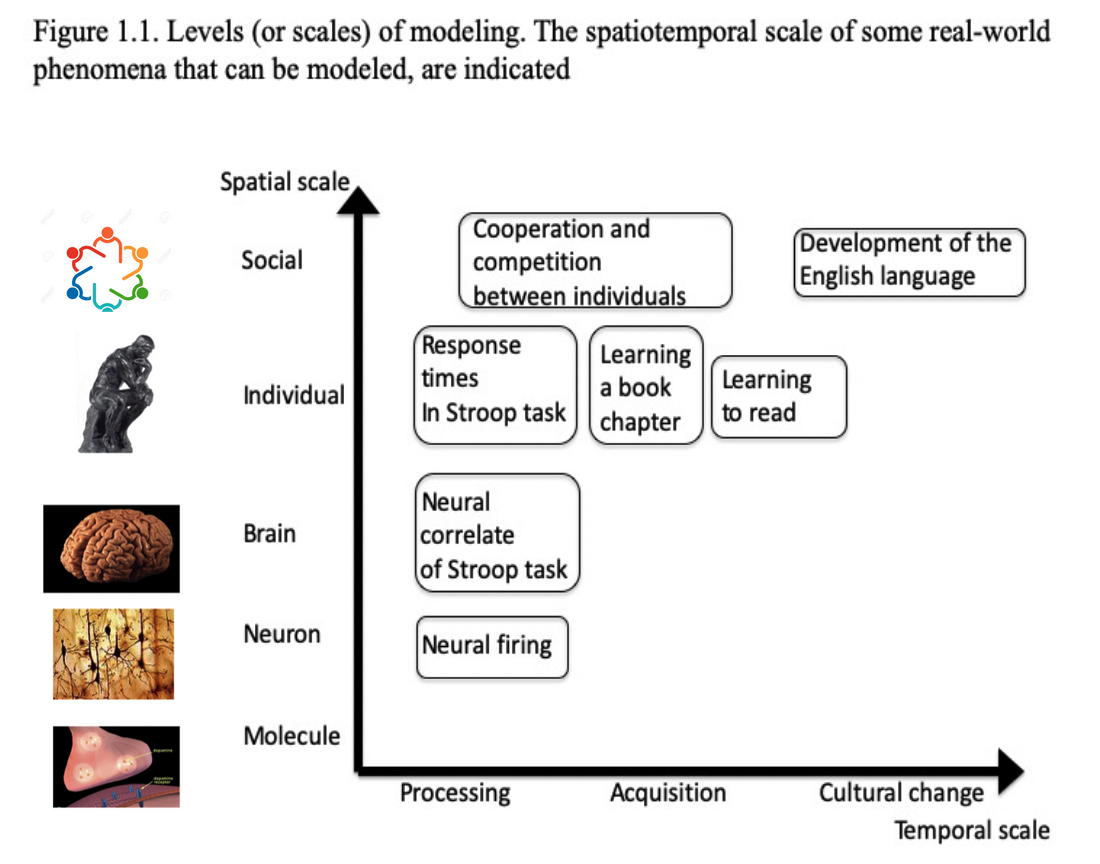 Figure 1.1. Levels (or scales) of modeling. The spatiotemporal scale of some real-world
phenomena that can be modeled, are indicated
Spatial scale
Social
Cooperation and
competition
between individuals
Development of the
English language
Individual
Response
times
In Stroop task
Learning
a book
chapter
Learning
to read
Brain
Neural
correlate
of Stroop task
Neuron
Neural firing
Molecule
dopamine
dopamine
receptor
Processing
Acquisition
Cultural change
Temporal scale